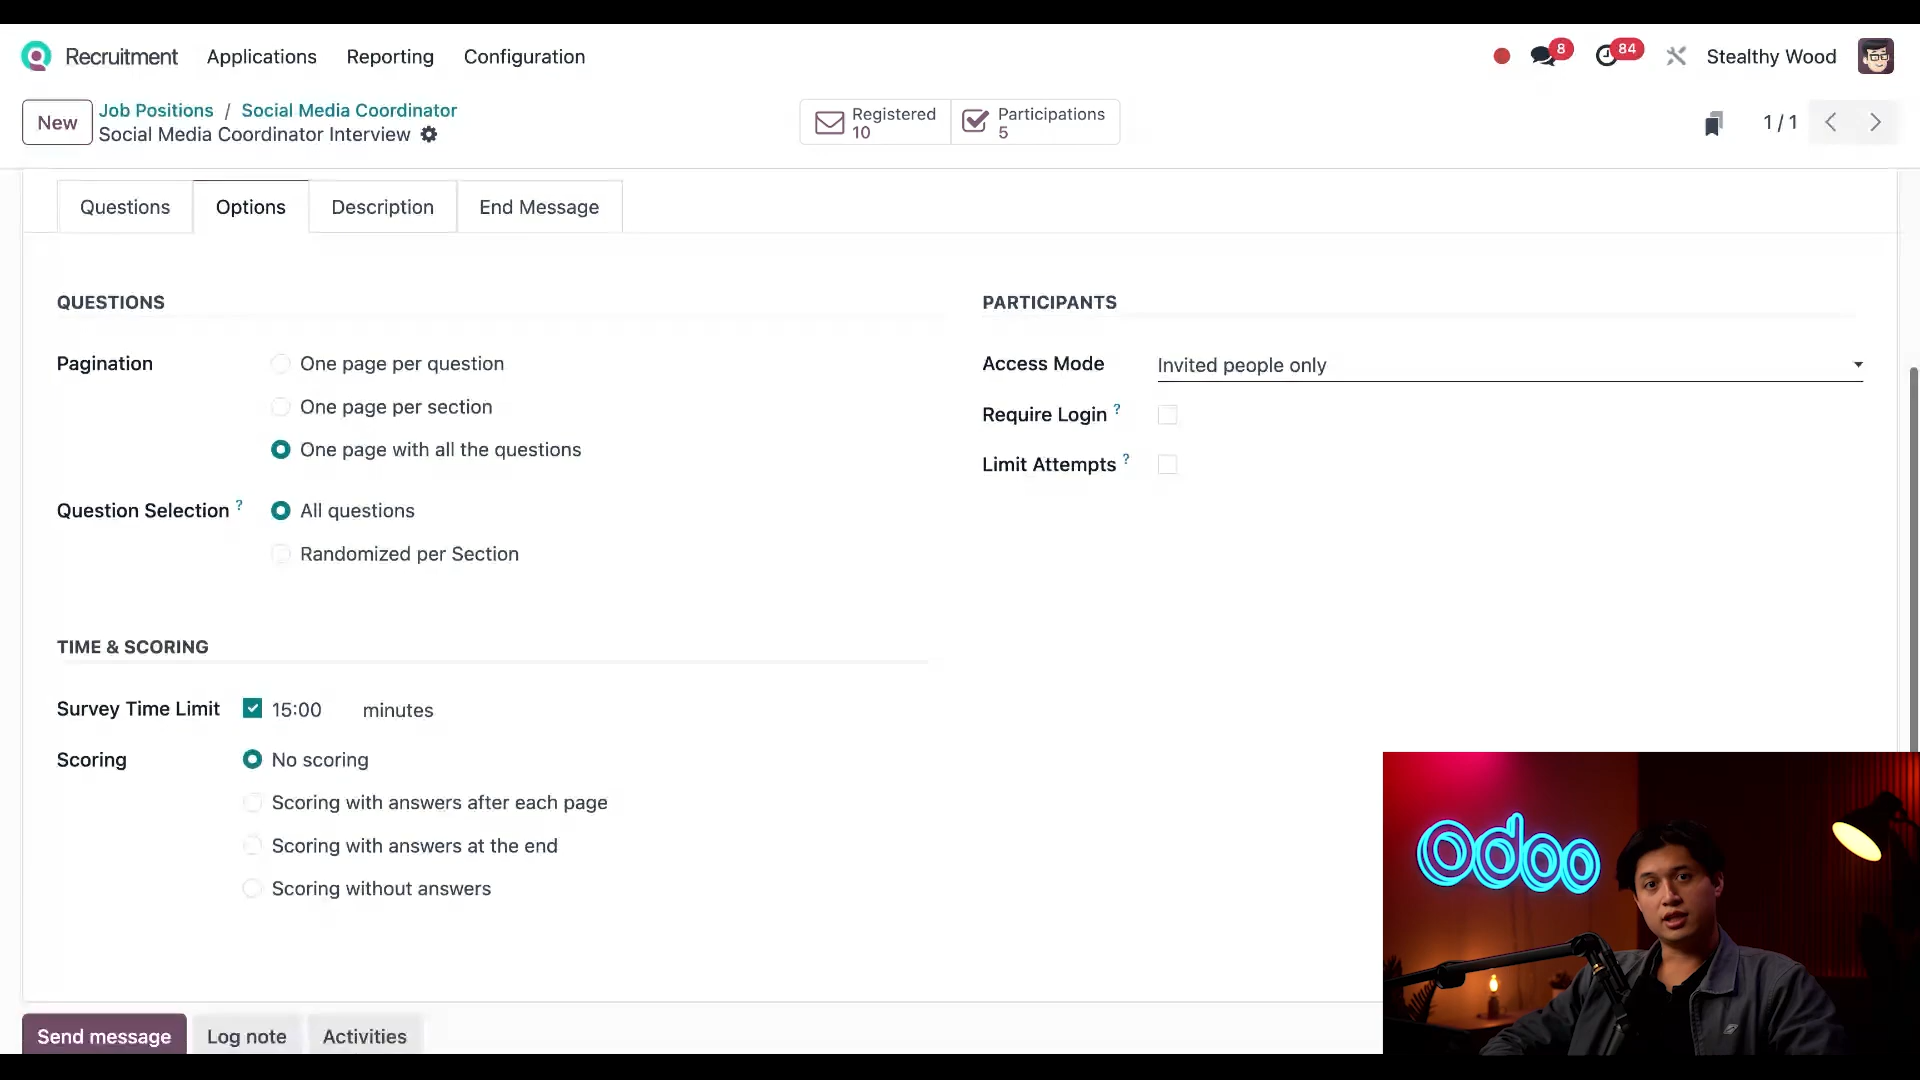 Recruitment Applications Reporting Configuration 8 84 Stealthy Wood
New Job Positions / Social Media Coordinator
Social Media Coordinator Interview
Registered 10
Participations 5
1 / 1
Questions Options Description End Message
QUESTIONS
Pagination One page per question
One page per section
One page with all the questions
Question Selection ? All questions
Randomized per Section
PARTICIPANTS
Access Mode Invited people only
Require Login ?
Limit Attempts ?
TIME & SCORING
Survey Time Limit 15:00 minutes
Scoring No scoring
Scoring with answers after each page
Scoring with answers at the end
Scoring without answers
Send message Log note Activities
odoo